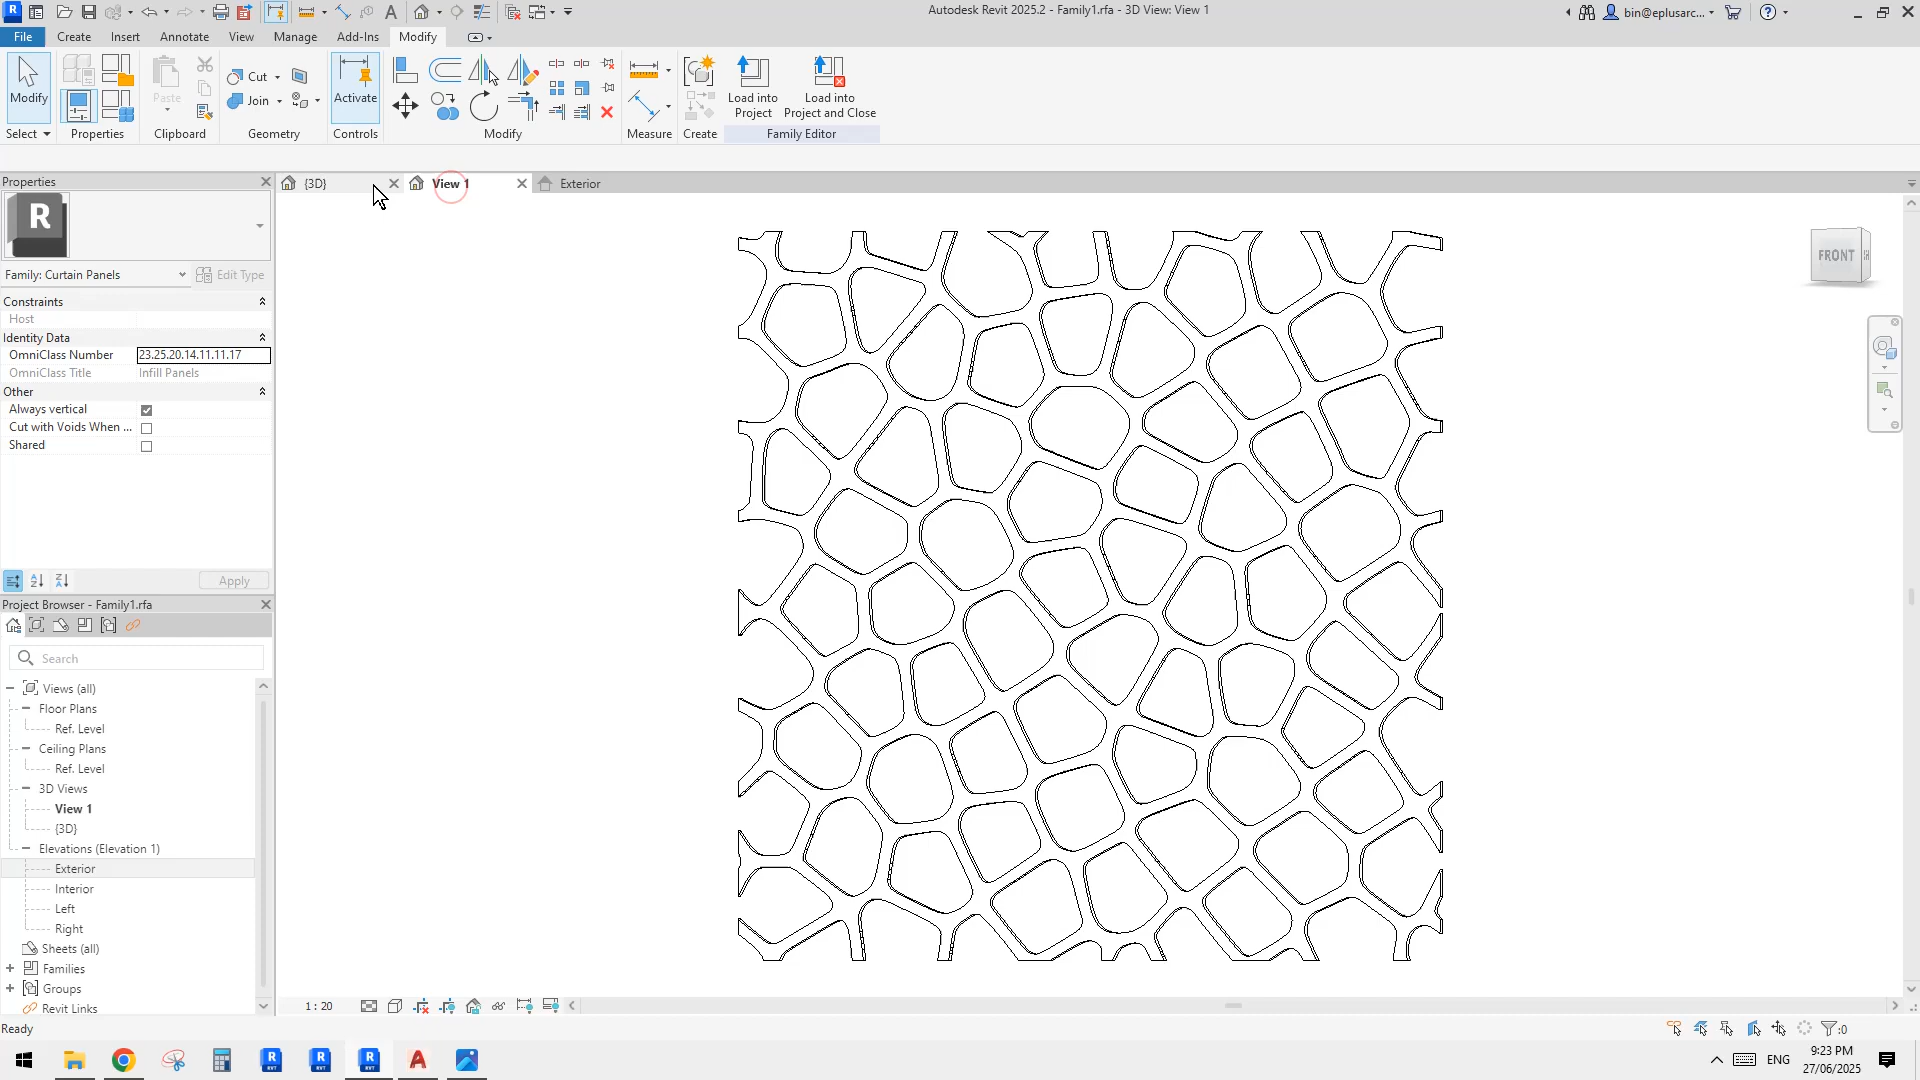 Autodesk Revit 2025.2 - Family1.rfa - 3D View: View 1
bin@eplusarc...
File
Create
Insert
Annotate
View
Manage
Add-Ins
Modify
Modify
Select
Properties
Paste
Clipboard
Cut
Join
Geometry
Activate
Controls
Modify
Measure
Create
Load into
Project
Load into
Project and Close
Family Editor
Properties
{3D}
View 1
Exterior
R
Family: Curtain Panels
Edit Type
Constraints
Host
Identity Data
OmniClass Number
23.25.20.14.11.11.17
OmniClass Title
Infill Panels
Other
Always vertical
Cut with Voids When ...
Shared
Apply
FRONT
Project Browser - Family1.rfa
Search
Views (all)
Floor Plans
Ref. Level
Ceiling Plans
Ref. Level
3D Views
View 1
{3D}
Elevations (Elevation 1)
Exterior
Interior
Left
Right
Sheets (all)
Families
Groups
Revit Links
1 : 20
Ready
:0
ENG
9:23 PM
27/06/2025